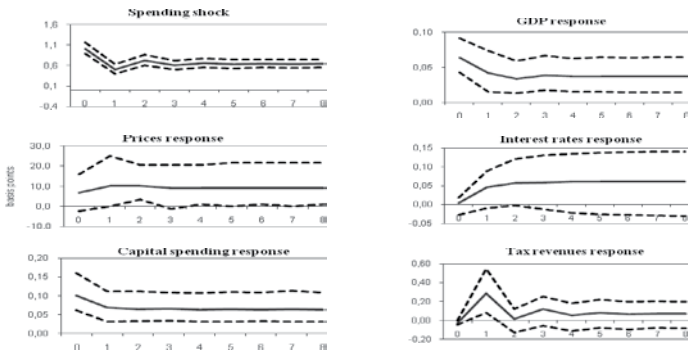 Spending shock
1,6
1,1
0,6
0,1
-0,4
0 1 2 3 4 5 6 7 8
GDP response
0,10
0,05
0,00
0 1 2 3 4 5 6 7 8
Prices response
basis points
30,0
20,0
10,0
0,0
-10,0
0 1 2 3 4 5 6 7 8
Interest rates response
0,15
0,10
0,05
0,00
-0,05
0 1 2 3 4 5 6 7 8
Capital spending response
0,20
0,15
0,10
0,05
0,00
0 1 2 3 4 5 6 7 8
Tax revenues response
0,60
0,40
0,20
0,00
-0,20
0 1 2 3 4 5 6 7 8